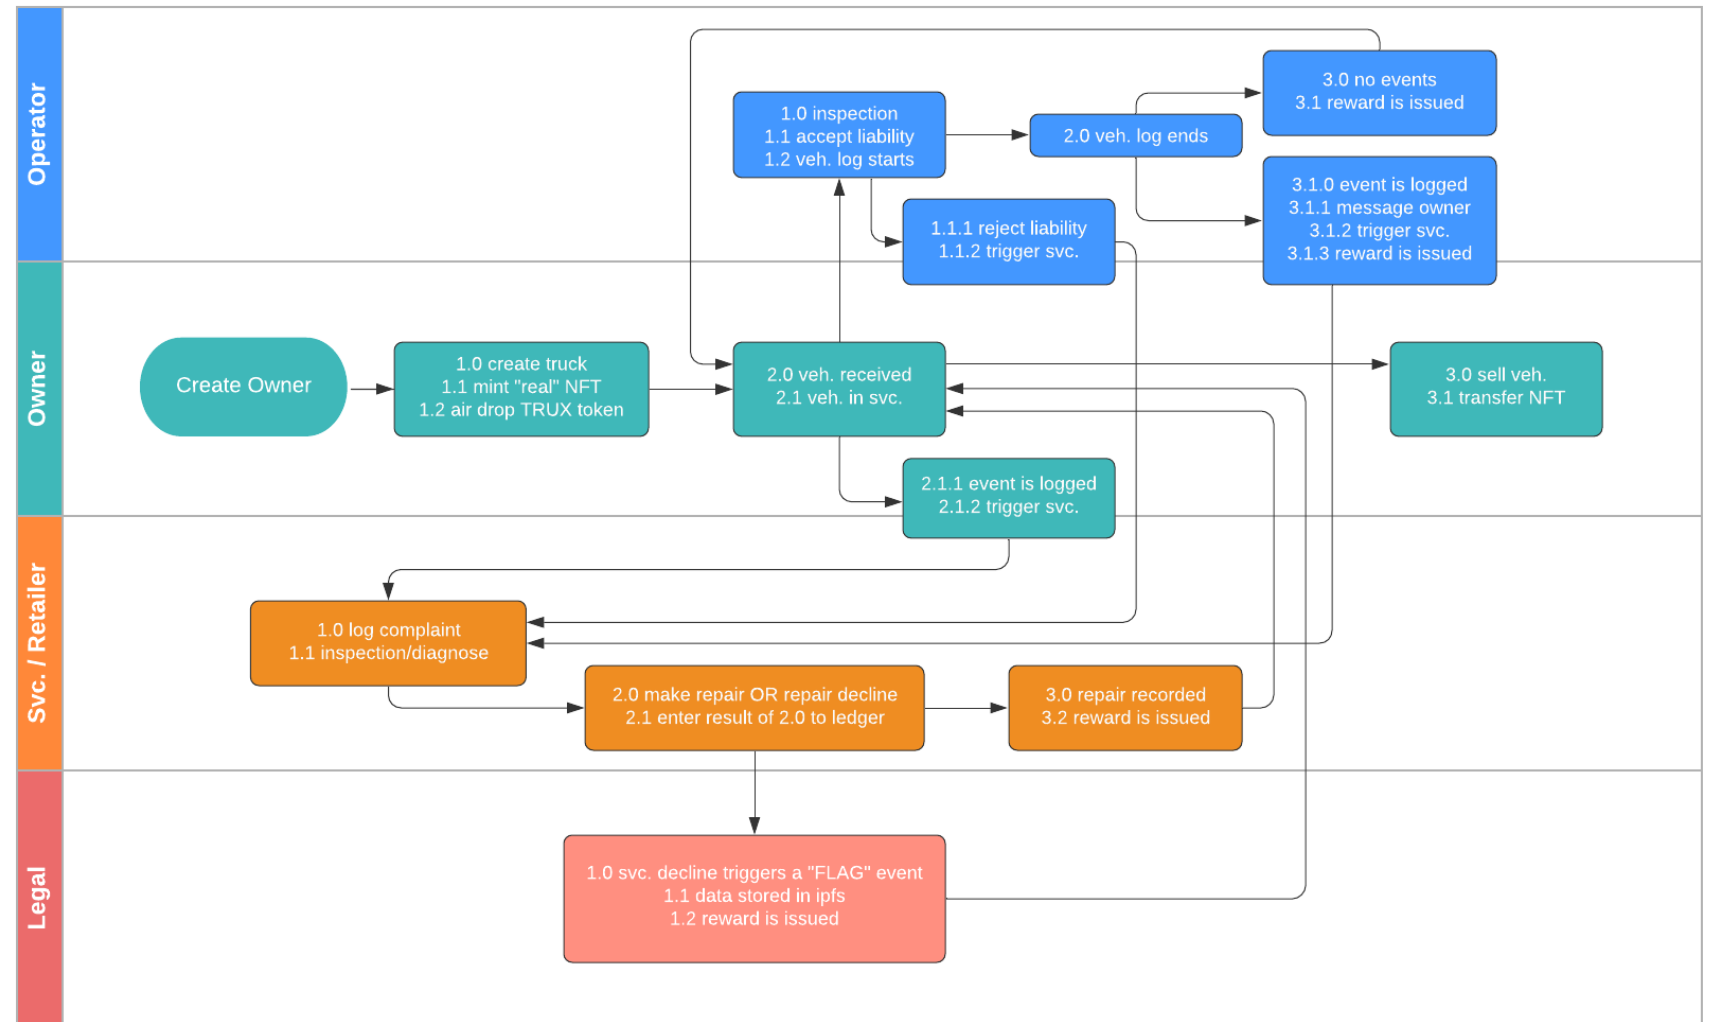 Operator
1.0 inspection
1.1 accept liability
1.2 veh. log starts
2.0 veh. log ends
3.0 no events
3.1 reward is issued
1.1.1 reject liability
1.1.2 trigger svc.
3.1.0 event is logged
3.1.1 message owner
3.1.2 trigger svc.
3.1.3 reward is issued
Owner
Create Owner
1.0 create truck
1.1 mint "real" NFT
1.2 air drop TRUX token
2.0 veh. received
2.1 veh. in svc.
3.0 sell veh.
3.1 transfer NFT
2.1.1 event is logged
2.1.2 trigger svc.
Svc. / Retailer
1.0 log complaint
1.1 inspection/diagnose
2.0 make repair OR repair decline
2.1 enter result of 2.0 to ledger
3.0 repair recorded
3.2 reward is issued
Legal
1.0 svc. decline triggers a "FLAG" event
1.1 data stored in ipfs
1.2 reward is issued